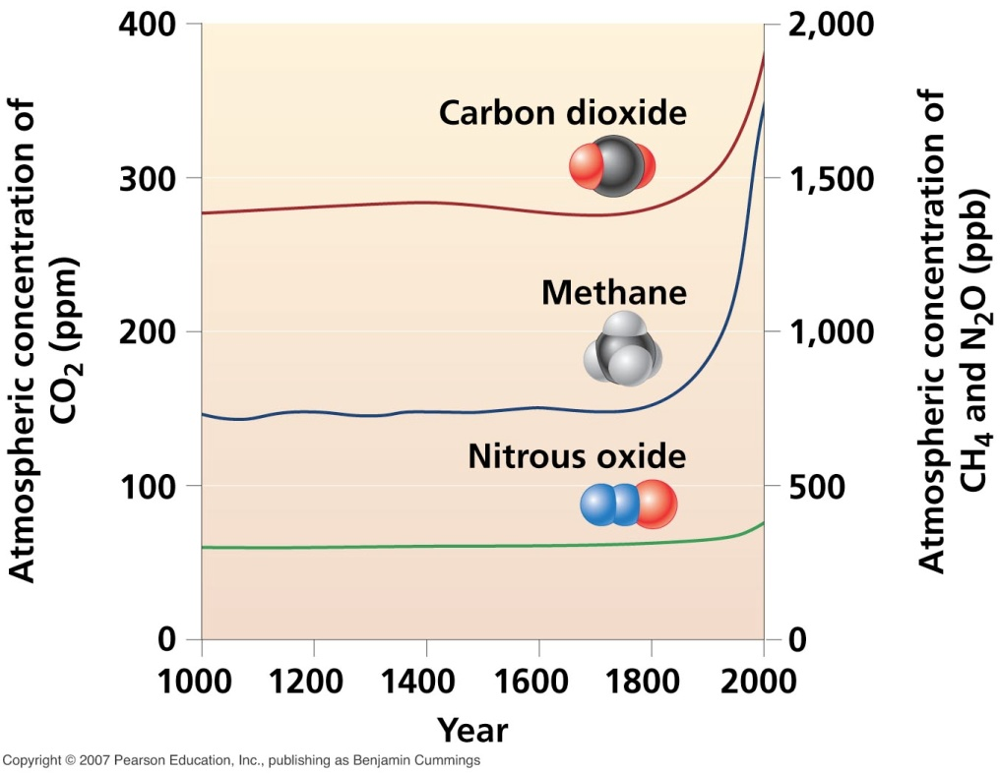 400
300
200
100
0
2,000
1,500
1,000
500
0
Atmospheric concentration of
CO₂ (ppm)
Carbon dioxide
Methane
Nitrous oxide
Atmospheric concentration of
CH₄ and N₂O (ppb)
1000 1200 1400 1600 1800 2000
Year
Copyright © 2007 Pearson Education, Inc., publishing as Benjamin Cummings